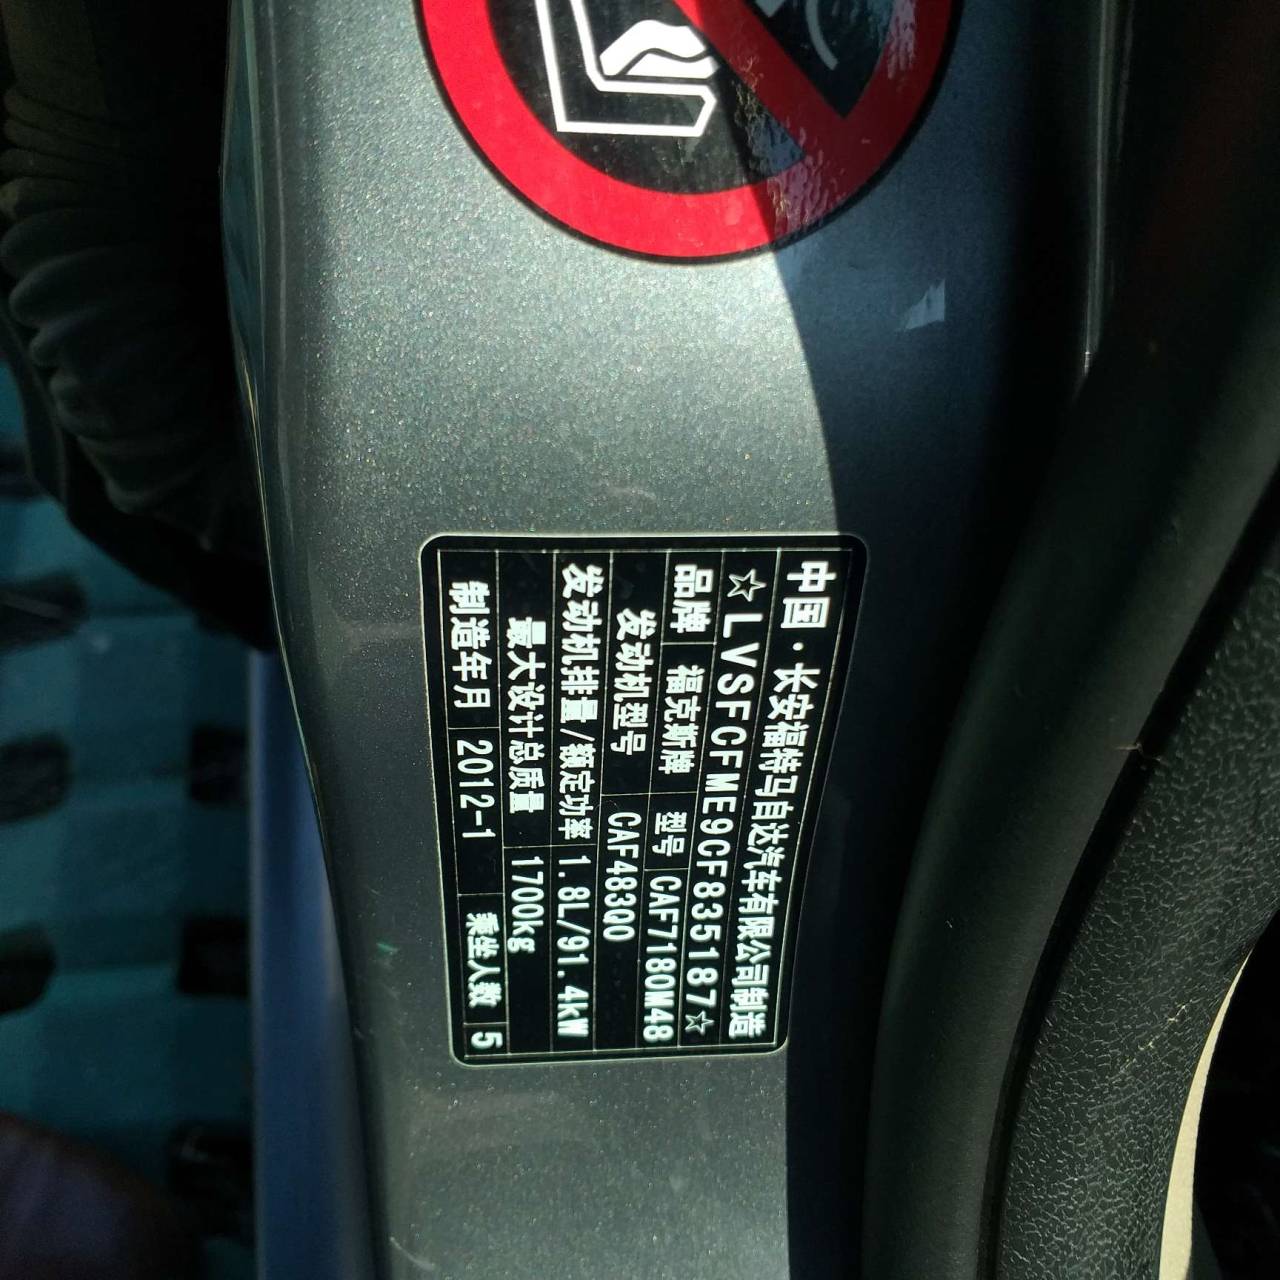 中国·长安福特马自达汽车有限公司制造
☆LVSFCFME9CF835187☆
品牌 福克斯牌 型号 CAF7180M48
发动机型号 CAF483Q0
发动机排量/额定功率 1.8L/91.4kW
最大设计总质量 1700kg
制造年月 2012-1 乘坐人数 5